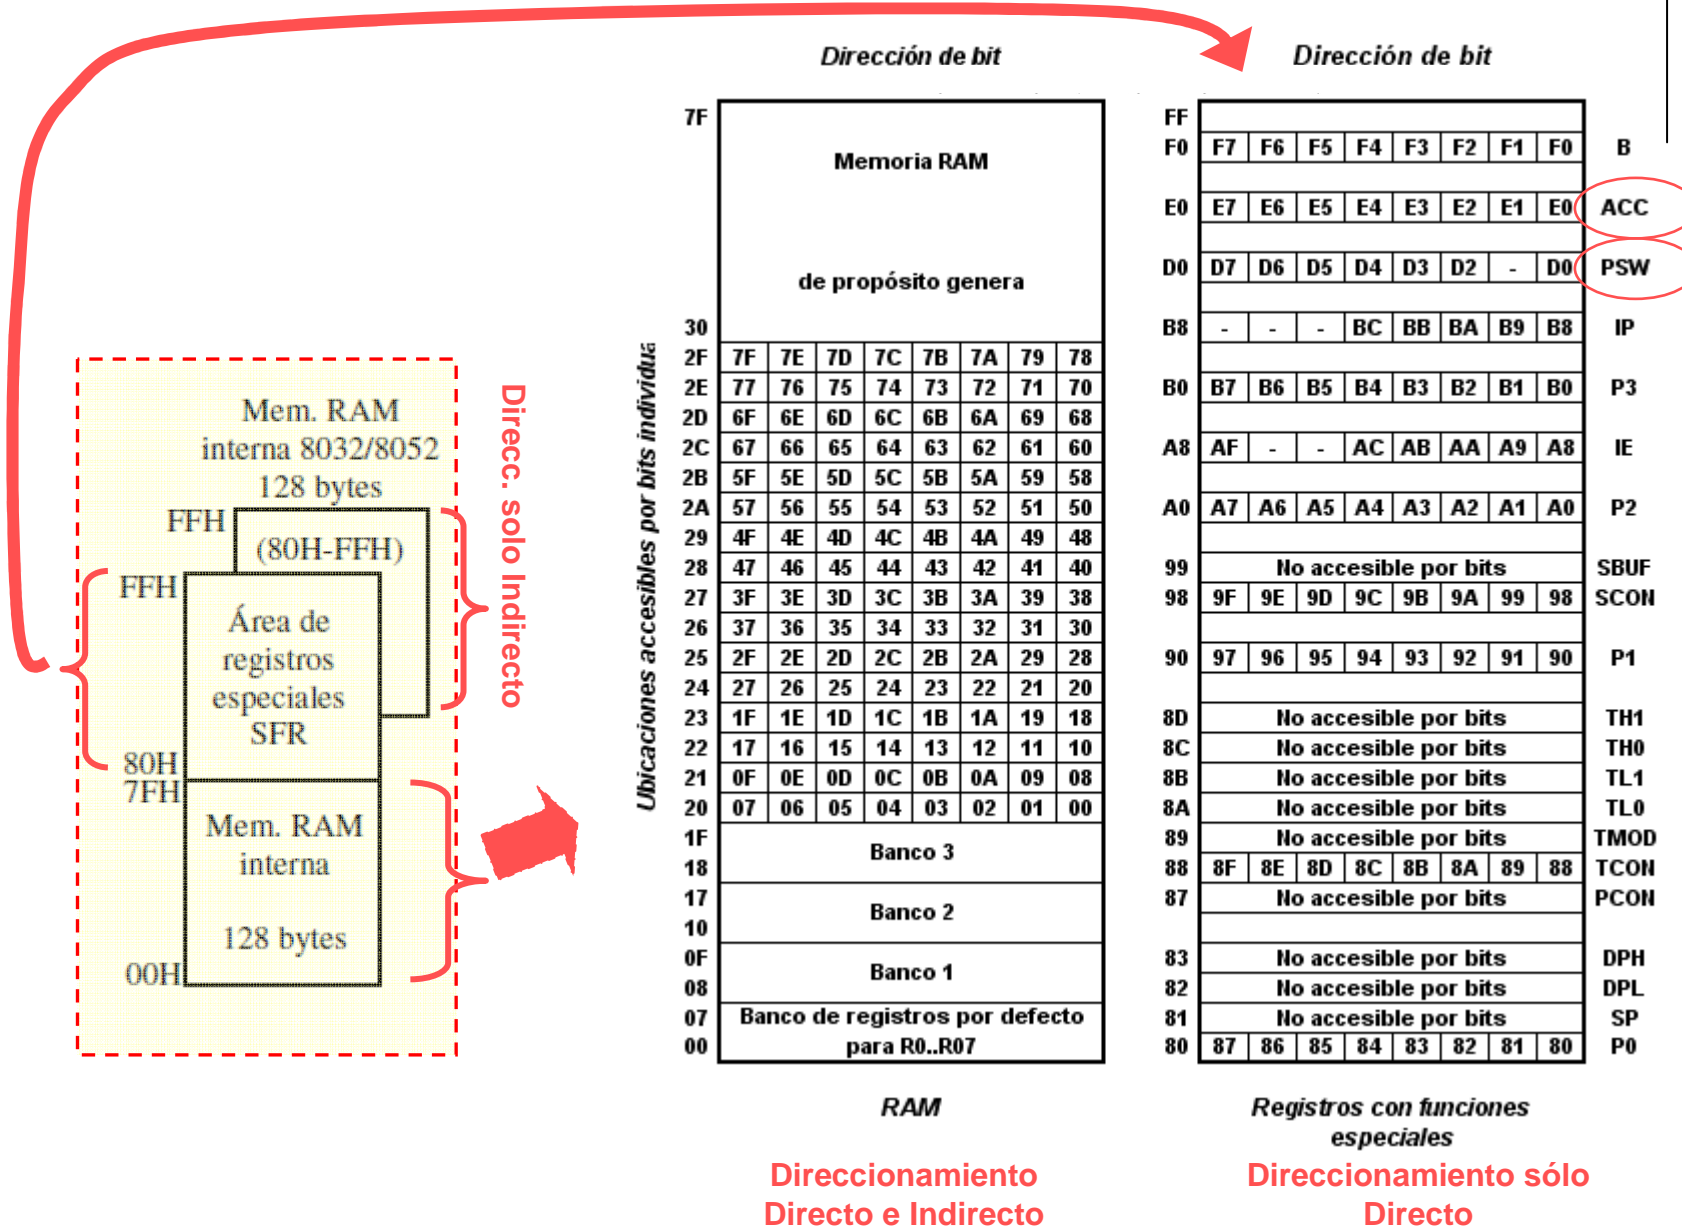 Dirección de bit
Dirección de bit
7F
Memoria RAM
de propósito genera
30
2F 7F 7E 7D 7C 7B 7A 79 78
2E 77 76 75 74 73 72 71 70
2D 6F 6E 6D 6C 6B 6A 69 68
2C 67 66 65 64 63 62 61 60
2B 5F 5E 5D 5C 5B 5A 59 58
2A 57 56 55 54 53 52 51 50
29 4F 4E 4D 4C 4B 4A 49 48
28 47 46 45 44 43 42 41 40
27 3F 3E 3D 3C 3B 3A 39 38
26 37 36 35 34 33 32 31 30
25 2F 2E 2D 2C 2B 2A 29 28
24 27 26 25 24 23 22 21 20
23 1F 1E 1D 1C 1B 1A 19 18
22 17 16 15 14 13 12 11 10
21 0F 0E 0D 0C 0B 0A 09 08
20 07 06 05 04 03 02 01 00
1F
Banco 3
18
17
Banco 2
10
0F
Banco 1
08
07 Banco de registros por defecto
00 para R0..R07
RAM
Direccionamiento
Directo e Indirecto
Ubicaciones accesibles por bits individua
FF
F0 F7 F6 F5 F4 F3 F2 F1 F0 B
E0 E7 E6 E5 E4 E3 E2 E1 E0 ACC
D0 D7 D6 D5 D4 D3 D2 - D0 PSW
B8 - - - BC BB BA B9 B8 IP
B0 B7 B6 B5 B4 B3 B2 B1 B0 P3
A8 AF - - AC AB AA A9 A8 IE
A0 A7 A6 A5 A4 A3 A2 A1 A0 P2
99 No accesible por bits SBUF
98 9F 9E 9D 9C 9B 9A 99 98 SCON
90 97 96 95 94 93 92 91 90 P1
8D No accesible por bits TH1
8C No accesible por bits TH0
8B No accesible por bits TL1
8A No accesible por bits TL0
89 No accesible por bits TMOD
88 8F 8E 8D 8C 8B 8A 89 88 TCON
87 No accesible por bits PCON
83 No accesible por bits DPH
82 No accesible por bits DPL
81 No accesible por bits SP
80 87 86 85 84 83 82 81 80 P0
Registros con funciones
especiales
Direccionamiento sólo
Directo
Mem. RAM
interna 8032/8052
128 bytes
FFH
(80H-FFH)
FFH
Área de
registros
especiales
SFR
80H
7FH
Mem. RAM
interna
128 bytes
00H
Direcc. solo Indirecto